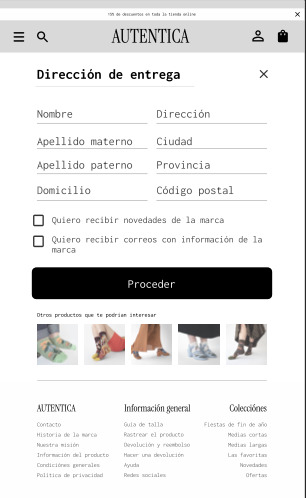 10% de descuentos en toda la tienda online
AUTENTICA
Dirección de entrega
Nombre
Dirección
Apellido materno
Ciudad
Apellido paterno
Provincia
Domicilio
Código postal
Quiero recibir novedades de la marca
Quiero recibir correos con información de la
marca
Proceder
Otros productos que te podrían interesar
AUTENTICA
Contacto
Historia de la marca
Nuestra misión
Información del producto
Condiciónes generales
Política de privacidad
Información general
Guía de talla
Rastrear el producto
Devolución y reembolso
Hacer una devolución
Ayuda
Redes sociales
Colecciónes
Fiestas de fin de año
Medias cortas
Medias largas
Las favoritas
Novedades
Ofertas